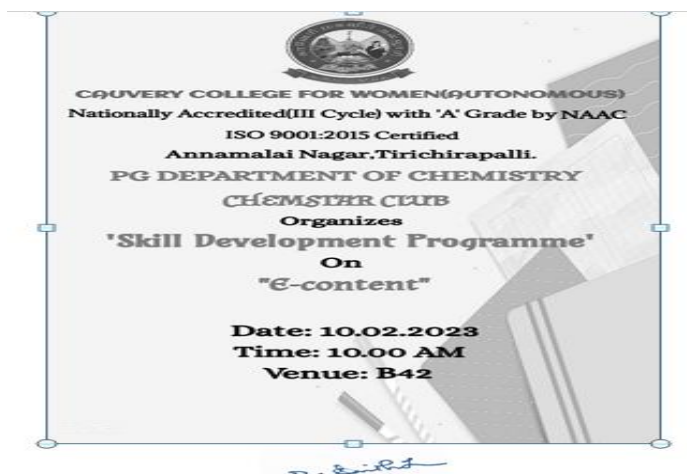 CAUVERY COLLEGE FOR WOMEN(AUTONOMOUS)
Nationally Accredited(III Cycle) with 'A' Grade by NAAC
ISO 9001:2015 Certified
Annamalai Nagar,Tirichirapalli.
PG DEPARTMENT OF CHEMISTRY
CHEMSTAR CLUB
Organizes
'Skill Development Programme'
On
"E-content"
Date: 10.02.2023
Time: 10.00 AM
Venue: B42